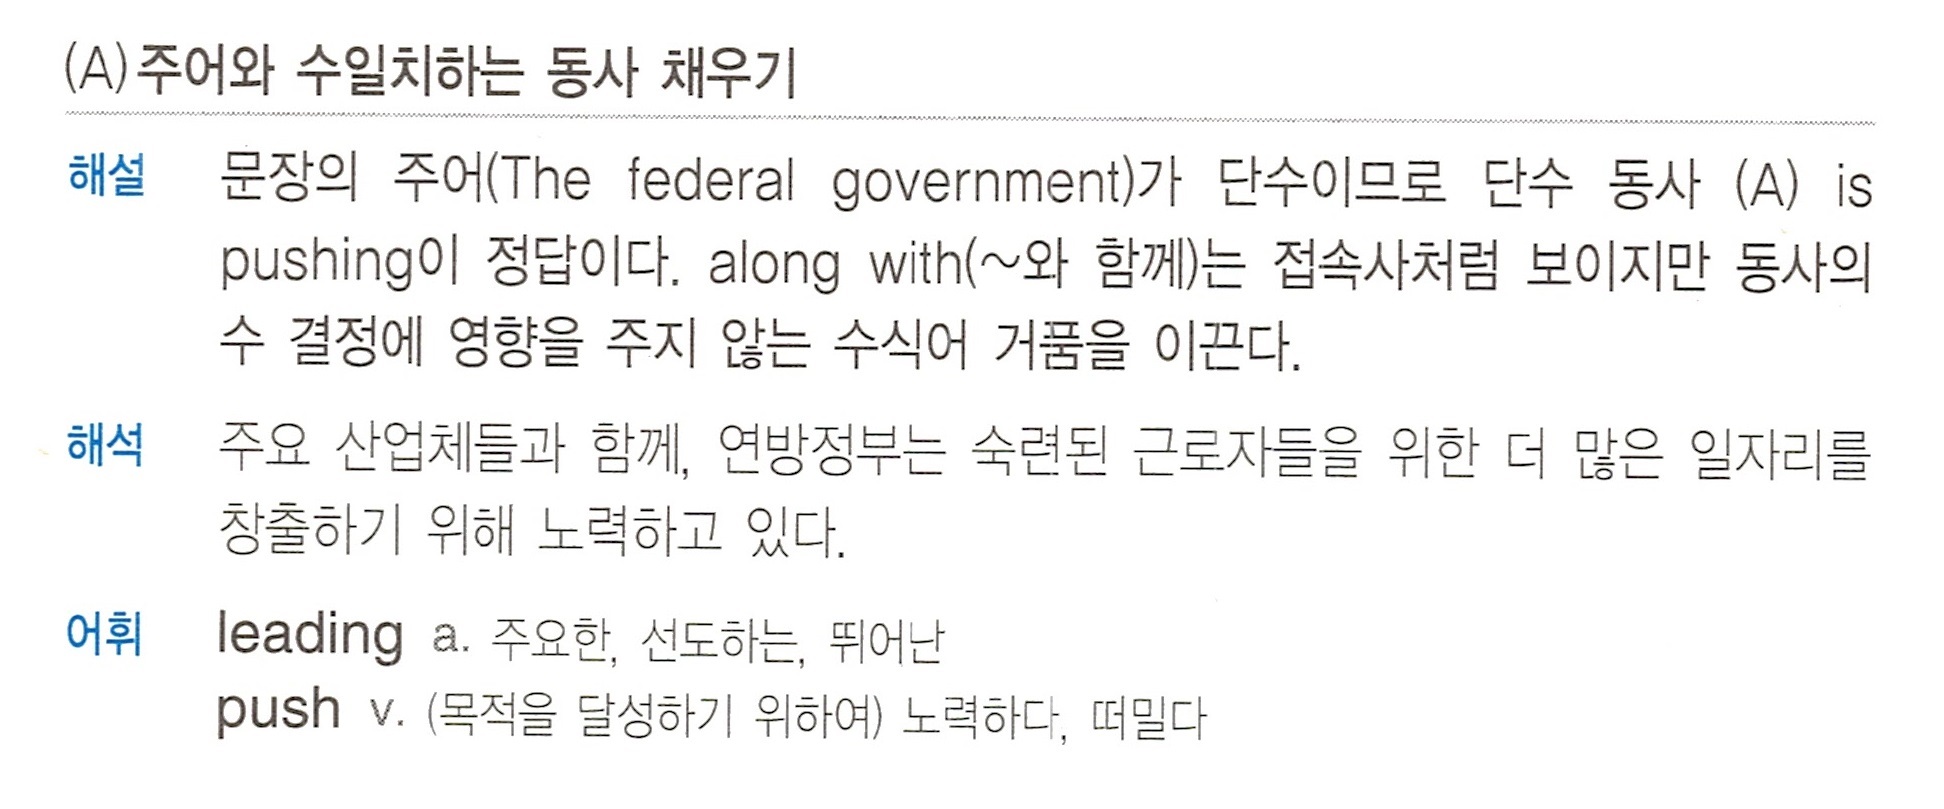 (A) 주어와 수일치하는 동사 채우기
해설 문장의 주어(The federal government)가 단수이므로 단수 동사 (A) is
pushing이 정답이다. along with(~와 함께)는 접속사처럼 보이지만 동사의
수 결정에 영향을 주지 않는 수식어 거품을 이끈다.
해석 주요 산업체들과 함께, 연방정부는 숙련된 근로자들을 위한 더 많은 일자리를
창출하기 위해 노력하고 있다.
어휘 leading a. 주요한, 선도하는, 뛰어난
push v. (목적을 달성하기 위하여) 노력하다, 떠밀다